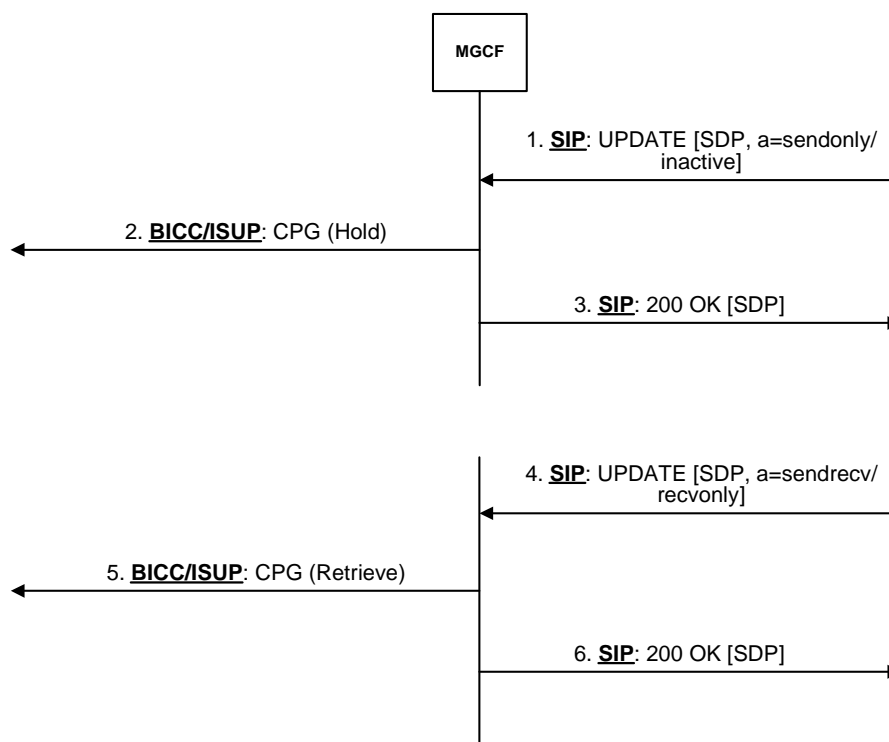 MGCF
1. SIP: UPDATE [SDP, a=sendonly/
inactive]
2. BICC/ISUP: CPG (Hold)
3. SIP: 200 OK [SDP]
4. SIP: UPDATE [SDP, a=sendrecv/
recvonly]
5. BICC/ISUP: CPG (Retrieve)
6. SIP: 200 OK [SDP]